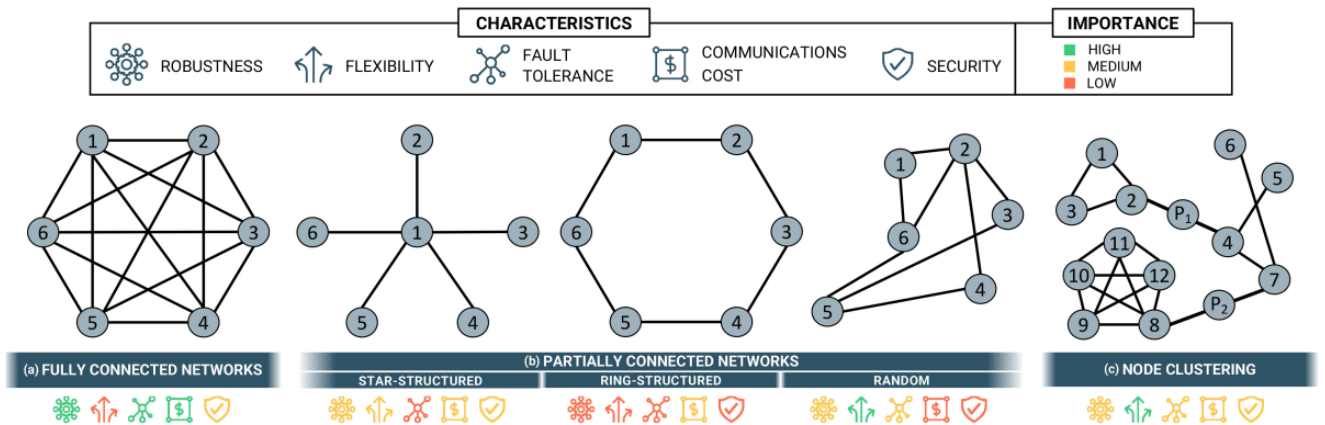 CHARACTERISTICS
IMPORTANCE
ROBUSTNESS
FLEXIBILITY
FAULT
TOLERANCE
COMMUNICATIONS
COST
SECURITY
HIGH
MEDIUM
LOW
1 2
6 3
5 4
2
6 1 3
5 4
1 2
6 3
5 4
1 2
3
6
4
5
6
1
5
3 2 P1
4
11
10 12
7
P2
9 8
(a) FULLY CONNECTED NETWORKS
(b) PARTIALLY CONNECTED NETWORKS
STAR-STRUCTURED
RING-STRUCTURED
RANDOM
(c) NODE CLUSTERING